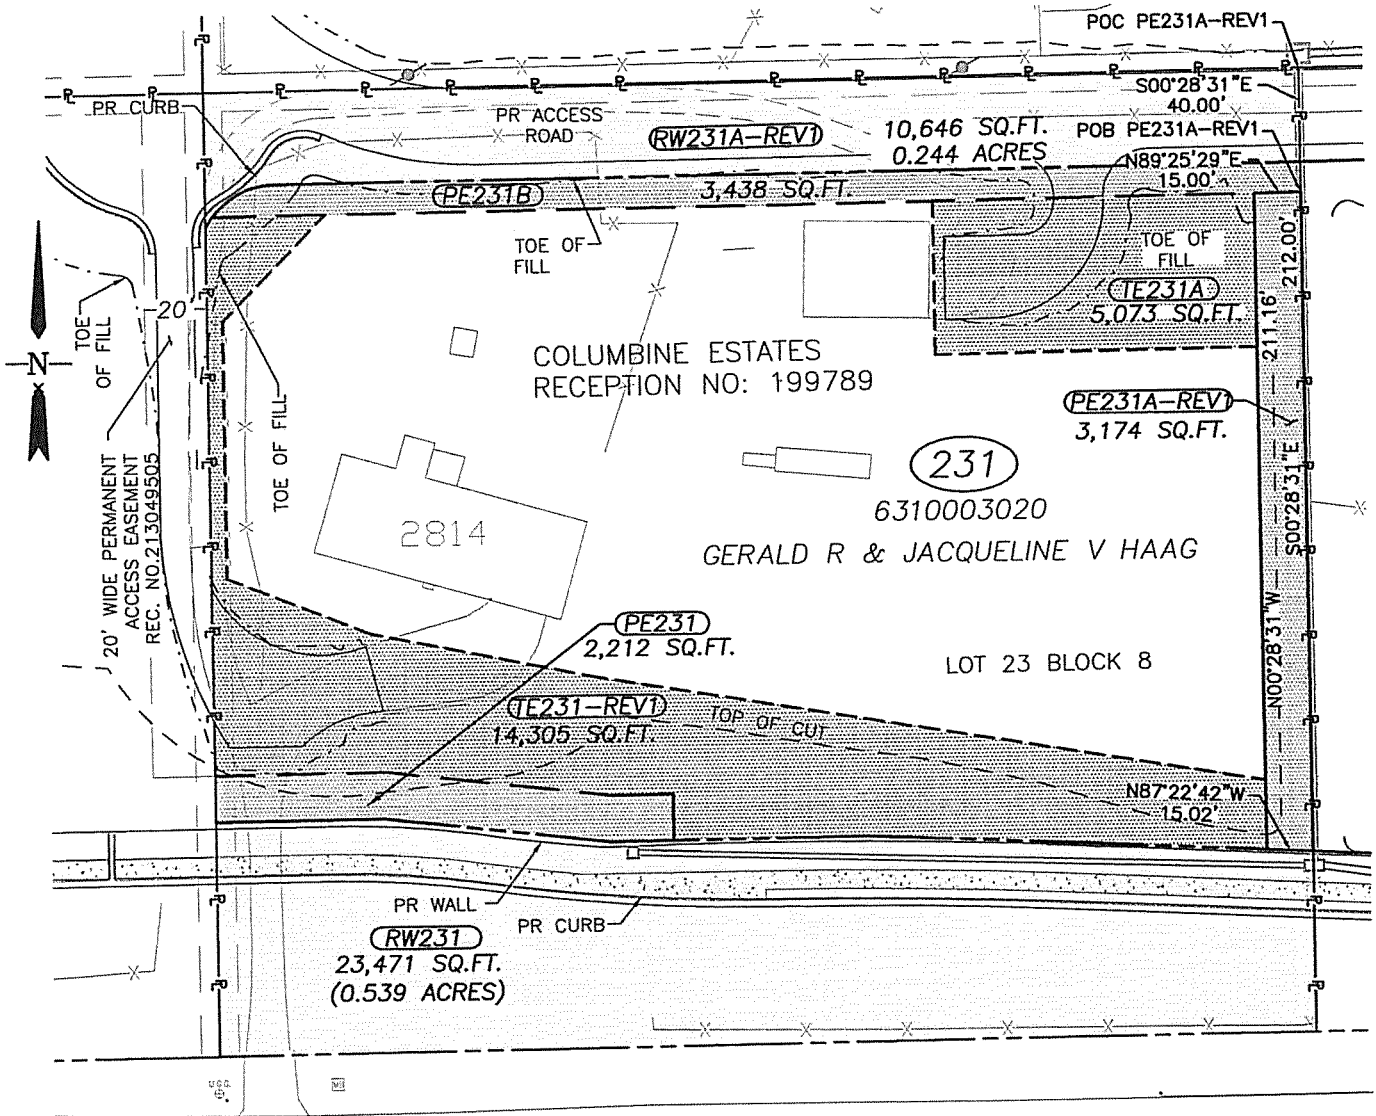 POC PE231A-REV1
S00°28'31"E
40.00'
PR CURB
PR ACCESS
ROAD
RW231A-REV1
10,646 SQ.FT.
0.244 ACRES
POB PE231A-REV1
N89°25'29"E
15.00'
PE231B
3,438 SQ.FT.
TOE OF
FILL
TOE OF
FILL
TE231A
5,073 SQ.FT.
212.00'
S00°28'31"E
211.16'
N00°28'31"W
20'
TOE
OF FILL
N
TOE OF FILL
COLUMBINE ESTATES
RECEPTION NO: 199789
PE231A-REV1
3,174 SQ.FT.
231
6310003020
GERALD R & JACQUELINE V HAAG
2814
20' WIDE PERMANENT
ACCESS EASEMENT
REC. NO.213049505
PE231
2,212 SQ.FT.
LOT 23 BLOCK 8
TE231-REV1
14,305 SQ.FT.
TOP OF CUT
N87°22'42"W
15.02'
PR WALL
PR CURB
RW231
23,471 SQ.FT.
(0.539 ACRES)